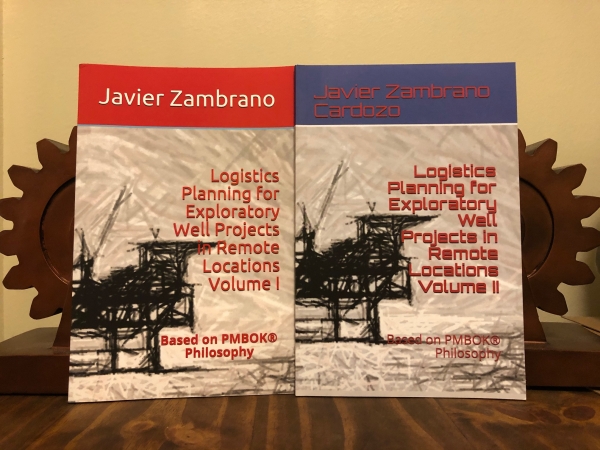 Javier Zambrano
Logistics
Planning for
Exploratory
Well Projects
in Remote
Locations
Volume I
Based on PMBOK®
Philosophy
Javier Zambrano
Cardozo
Logistics
Planning for
Exploratory
Well
Projects in
Remote
Locations
Volume II
Based on PMBOK®
Philosophy